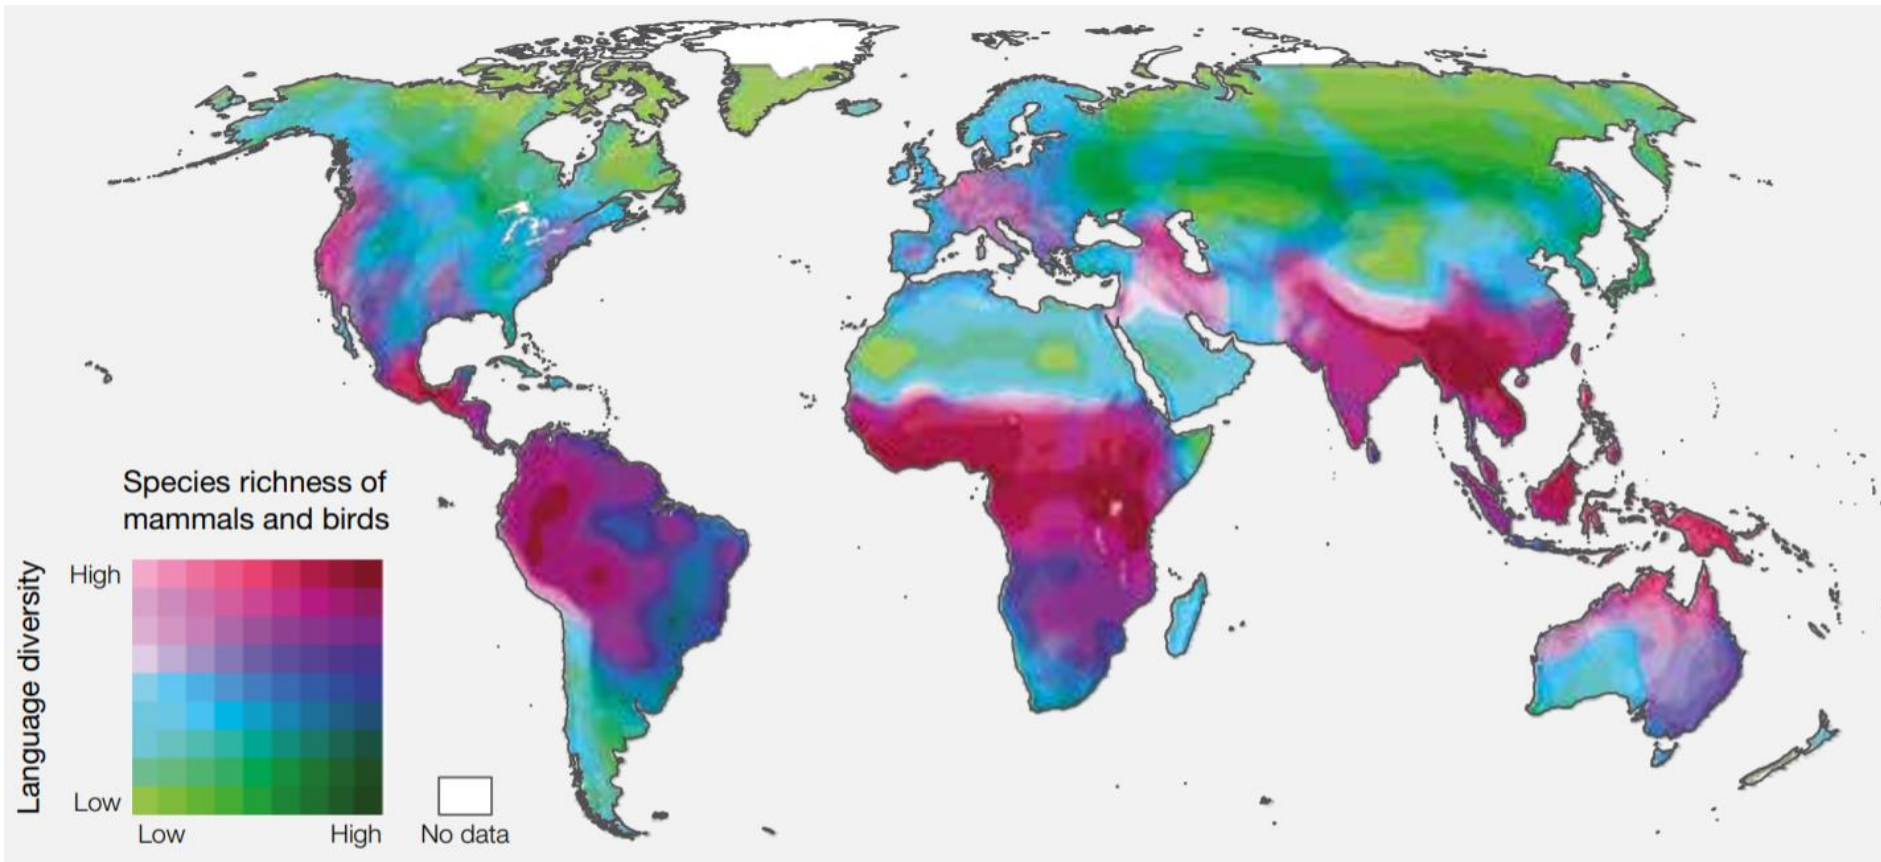 Species richness of
mammals and birds
Language diversity
High
Low
Low
High
No data